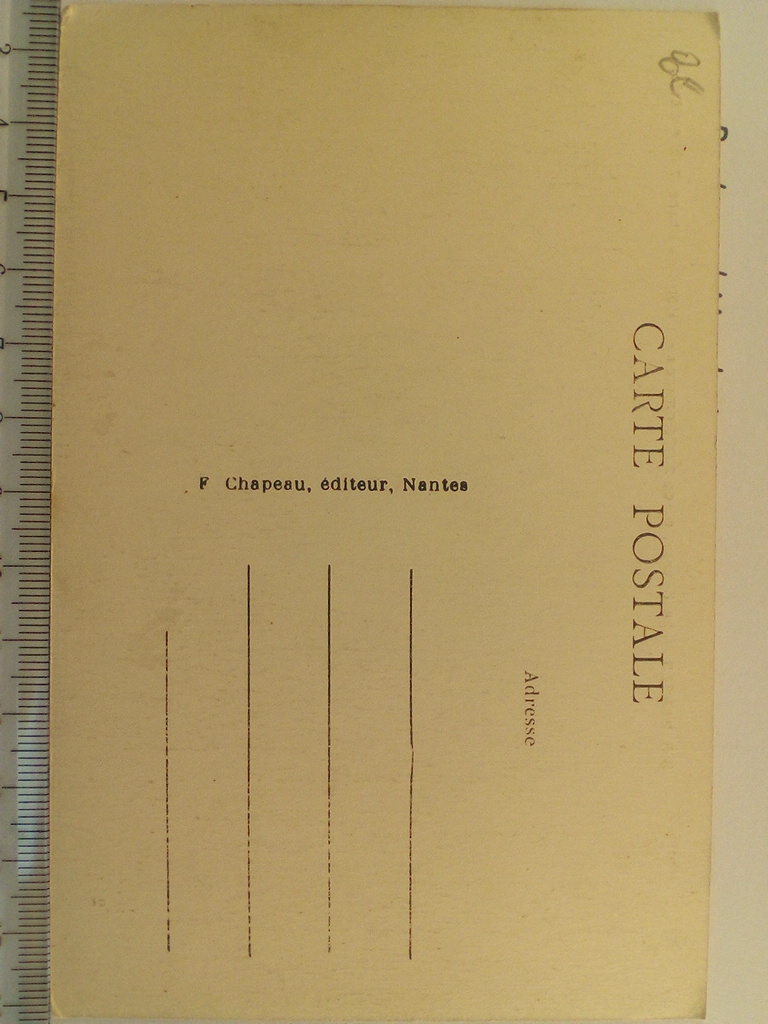 CARTE POSTALE
Adresse
F Chapeau, éditeur, Nantes